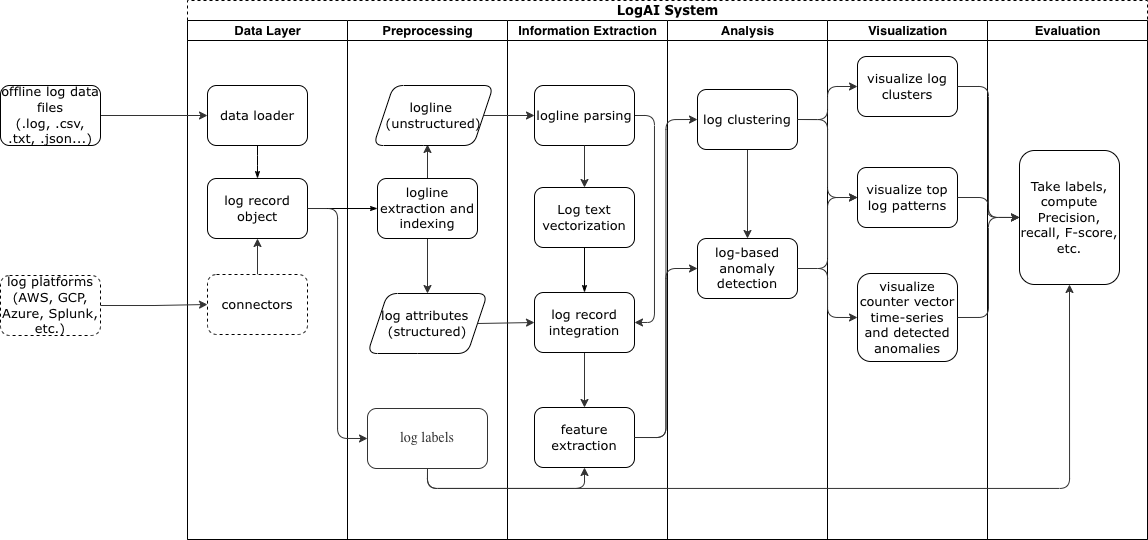 LogAI System
Data Layer
Preprocessing
Information Extraction
Analysis
Visualization
Evaluation
offline log data
files
(.log, .csv,
.txt, .json...)
log platforms
(AWS, GCP,
Azure, Splunk,
etc.)
data loader
log record
object
connectors
logline
(unstructured)
logline
extraction and
indexing
log attributes
(structured)
log labels
logline parsing
Log text
vectorization
log record
integration
feature
extraction
log clustering
log-based
anomaly
detection
visualize log
clusters
visualize top
log patterns
visualize
counter vector
time-series
and detected
anomalies
Take labels,
compute
Precision,
recall, F-score,
etc.